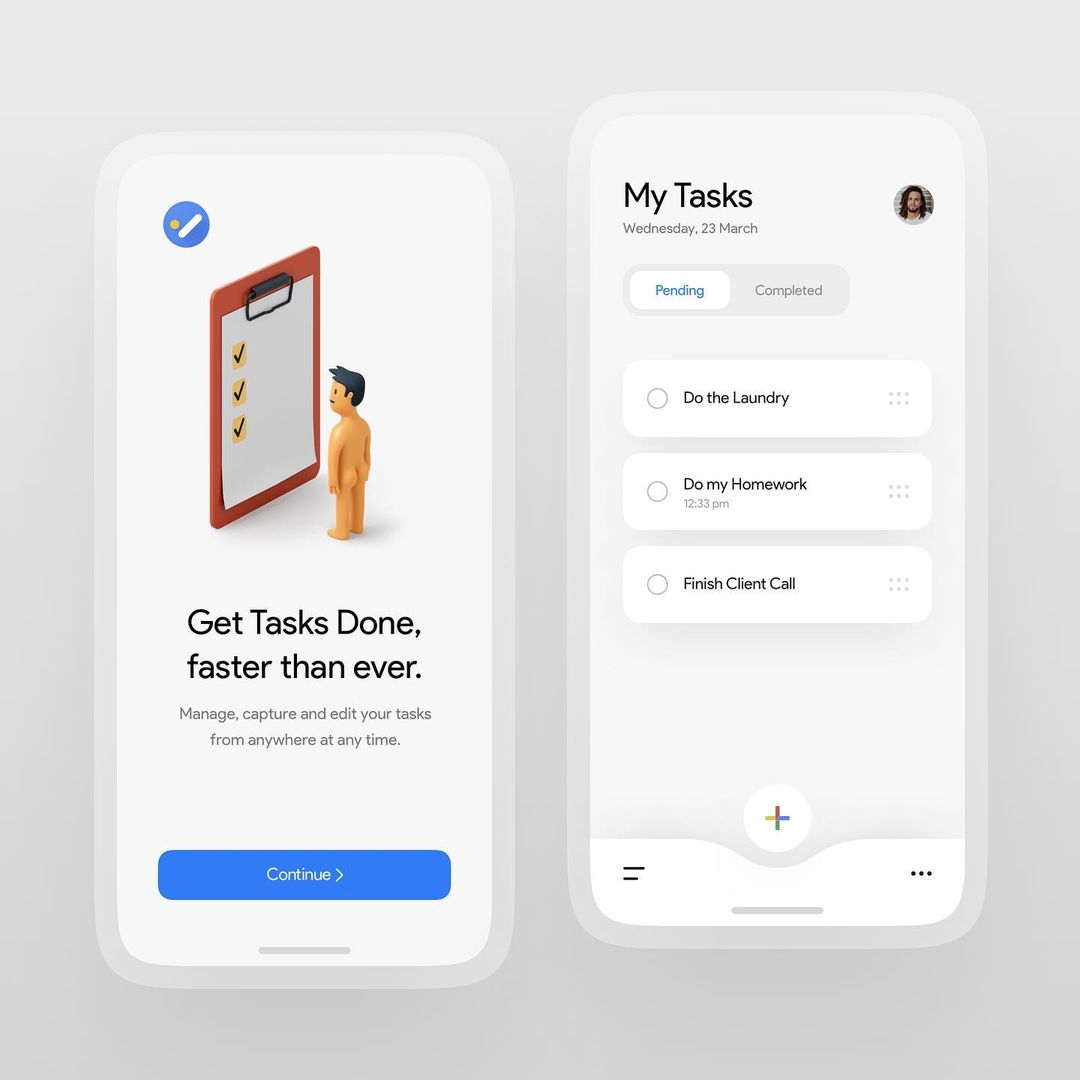 Get Tasks Done,
faster than ever.
Manage, capture and edit your tasks
from anywhere at any time.
Continue
My Tasks
Wednesday, 23 March
Pending
Completed
Do the Laundry
Do my Homework
12:33 pm
Finish Client Call